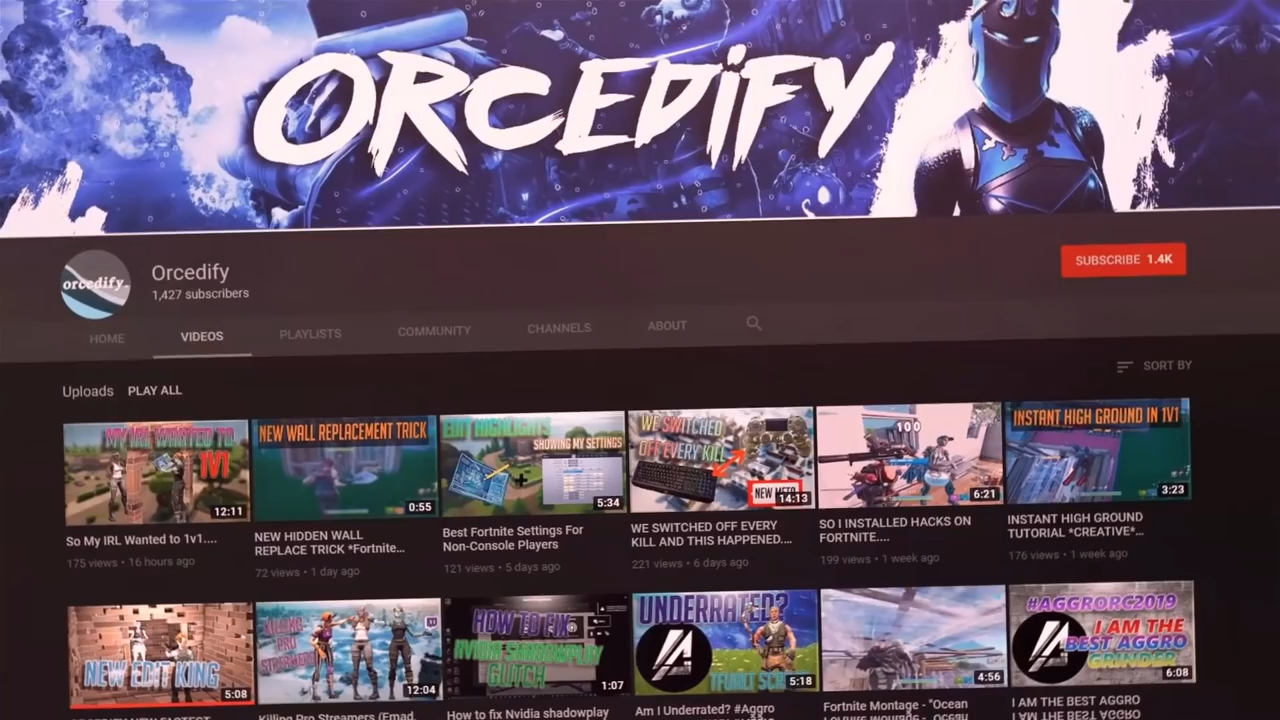 ORCEDIFY
orcedify.
Orcedify
1,427 subscribers
SUBSCRIBE 1.4K
HOME
VIDEOS
PLAYLISTS
COMMUNITY
CHANNELS
ABOUT
SORT BY
Uploads PLAY ALL
MY IRL WANTED TO
1V1
12:11
NEW WALL REPLACEMENT TRICK
0:55
EDIT HIGHLIGHTS
SHOWING MY SETTINGS
5:34
WE SWITCHED
OFF EVERY KILL
NEW META
14:13
100
6:21
INSTANT HIGH GROUND IN 1V1
3:23
So My IRL Wanted to 1v1....
175 views • 16 hours ago
NEW HIDDEN WALL
REPLACE TRICK *Fortnite...
72 views • 1 day ago
Best Fortnite Settings For
Non-Console Players
121 views • 5 days ago
WE SWITCHED OFF EVERY
KILL AND THIS HAPPENED....
221 views • 6 days ago
SO I INSTALLED HACKS ON
FORTNITE....
199 views • 1 week ago
INSTANT HIGH GROUND
TUTORIAL *CREATIVE*...
176 views • 1 week ago
NEW EDIT KING
5:08
KILLING
PRO
STREAMERS
12:04
HOW TO FIX
NVIDIA SHADOWPLAY
GLITCH
1:07
UNDERRATED?
5:18
4:56
#AGGRORC2019
I AM THE
BEST AGGRO
GRINDER
6:08
Killing Pro Streamers (Emad,
How to fix Nvidia shadowplay
Am I Underrated? #Aggro
Fortnite Montage - "Ocean
I AM THE BEST AGGRO